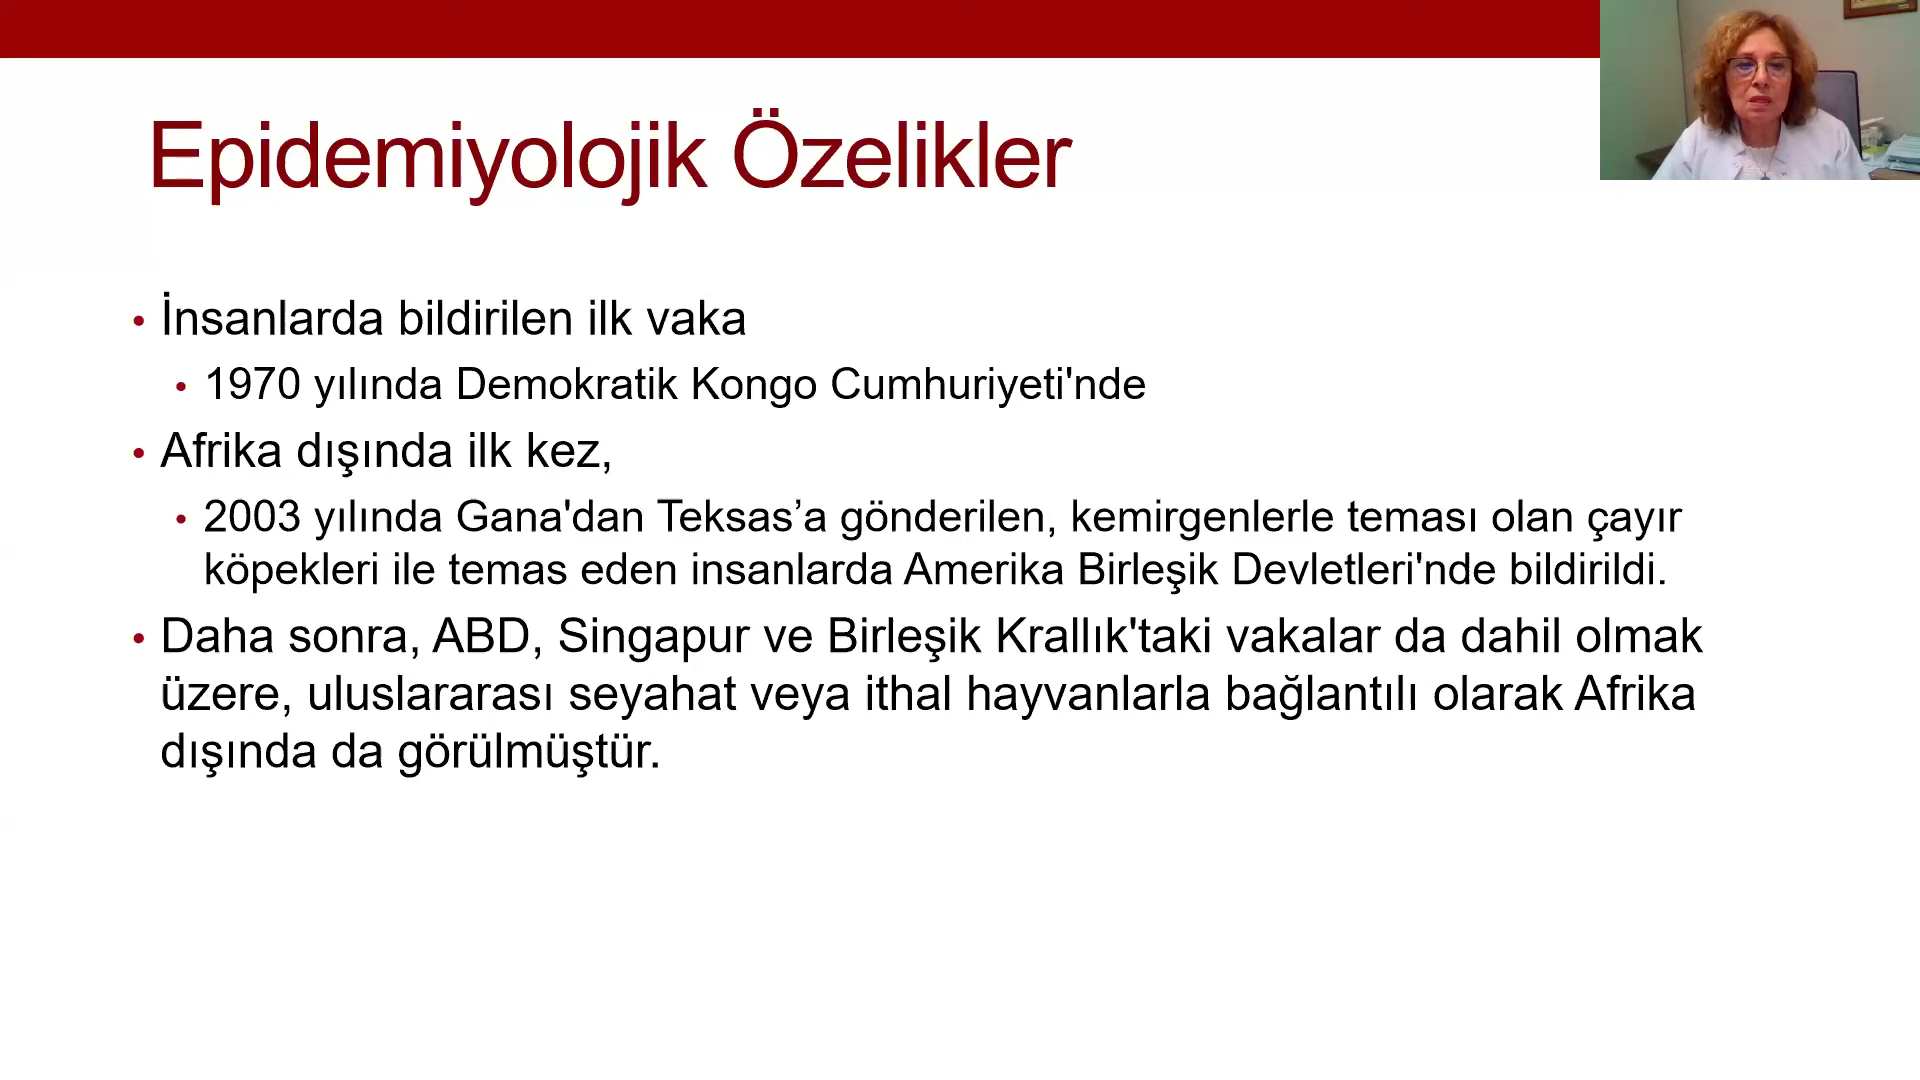 Epidemiyolojik Özelikler
• İnsanlarda bildirilen ilk vaka
• 1970 yılında Demokratik Kongo Cumhuriyeti'nde
• Afrika dışında ilk kez,
• 2003 yılında Gana'dan Teksas’a gönderilen, kemirgenlerle teması olan çayır
köpekleri ile temas eden insanlarda Amerika Birleşik Devletleri'nde bildirildi.
• Daha sonra, ABD, Singapur ve Birleşik Krallık'taki vakalar da dahil olmak
üzere, uluslararası seyahat veya ithal hayvanlarla bağlantılı olarak Afrika
dışında da görülmüştür.